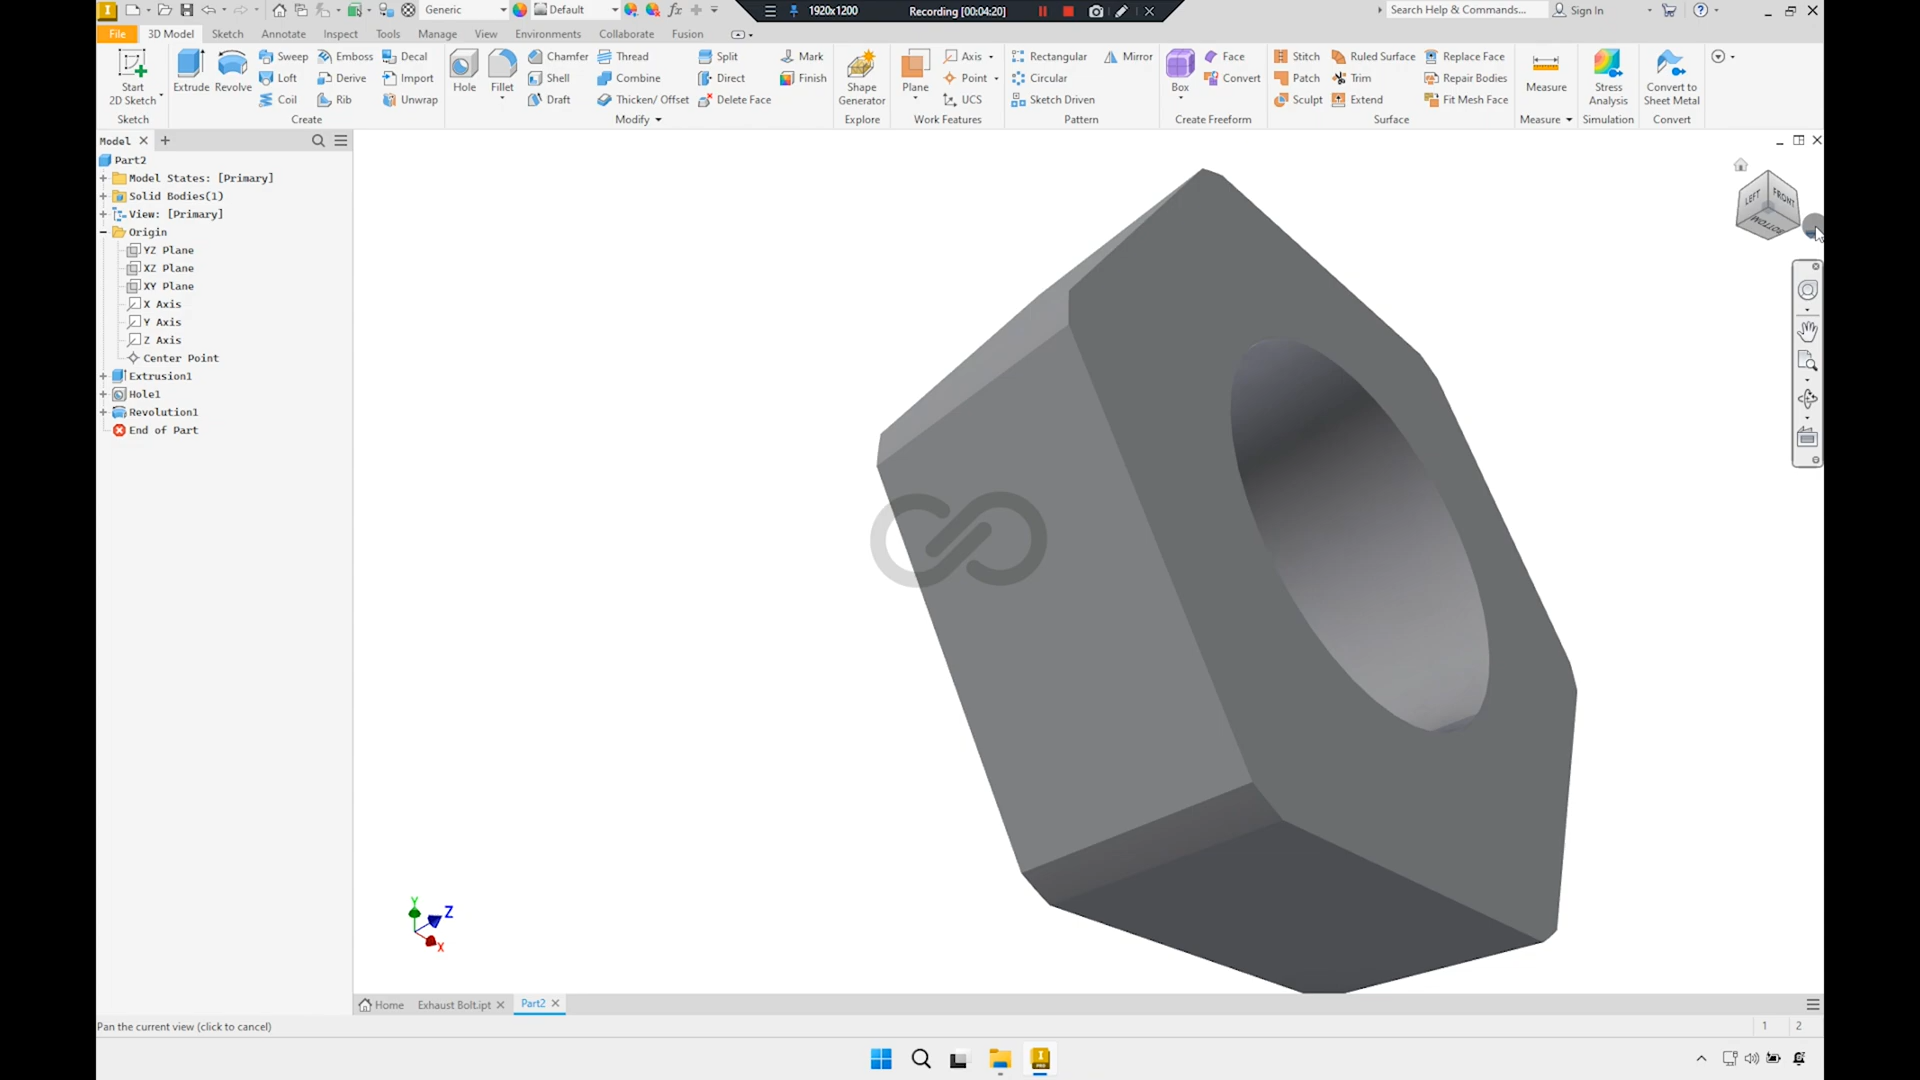 Generic
Default
1920x1200
Recording [00:04:20]
Search Help & Commands...
Sign In
File
3D Model
Sketch
Annotate
Inspect
Tools
Manage
View
Environments
Collaborate
Fusion
Start
2D Sketch
Extrude
Revolve
Sweep
Loft
Coil
Emboss
Derive
Rib
Decal
Import
Unwrap
Hole
Fillet
Chamfer
Shell
Draft
Thread
Combine
Thicken/ Offset
Split
Direct
Delete Face
Mark
Finish
Shape
Generator
Plane
Axis
Point
UCS
Rectangular
Circular
Sketch Driven
Mirror
Box
Face
Convert
Stitch
Patch
Sculpt
Ruled Surface
Trim
Extend
Replace Face
Repair Bodies
Fit Mesh Face
Measure
Stress
Analysis
Convert to
Sheet Metal
Sketch
Create
Modify
Explore
Work Features
Pattern
Create Freeform
Surface
Measure
Simulation
Convert
Model
Part2
Model States: [Primary]
Solid Bodies(1)
View: [Primary]
Origin
YZ Plane
XZ Plane
XY Plane
X Axis
Y Axis
Z Axis
Center Point
Extrusion1
Hole1
Revolution1
End of Part
LEFT
FRONT
BOTTOM
Y
Z
X
Home
Exhaust Bolt.ipt
Part2
Pan the current view (click to cancel)
1
2